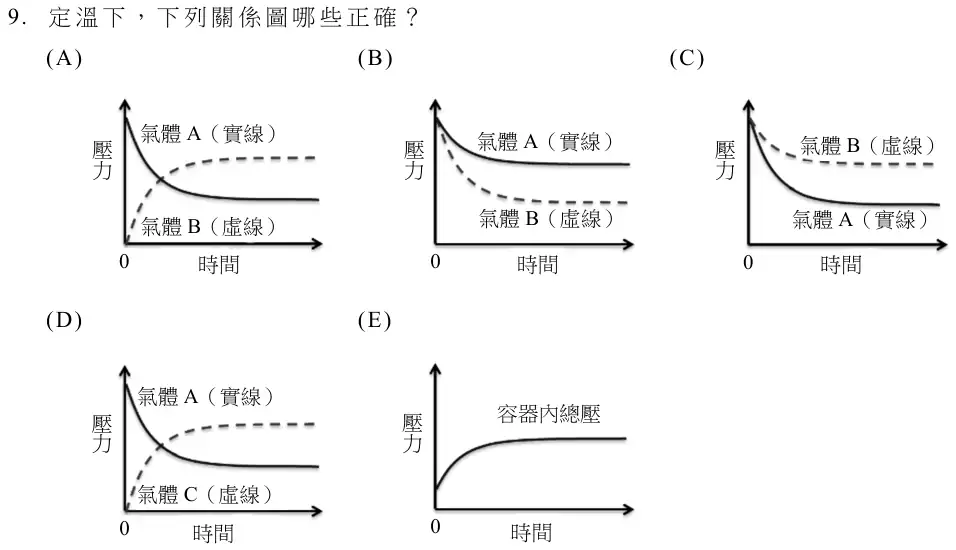 9. 定溫下，下列關係圖哪些正確？
(A)
(B)
(C)
壓力
氣體 A（實線）
氣體 B（虛線）
0
時間
壓力
氣體 A（實線）
氣體 B（虛線）
0
時間
壓力
氣體 B（虛線）
氣體 A（實線）
0
時間
(D)
(E)
壓力
氣體 A（實線）
氣體 C（虛線）
0
時間
壓力
容器內總壓
0
時間